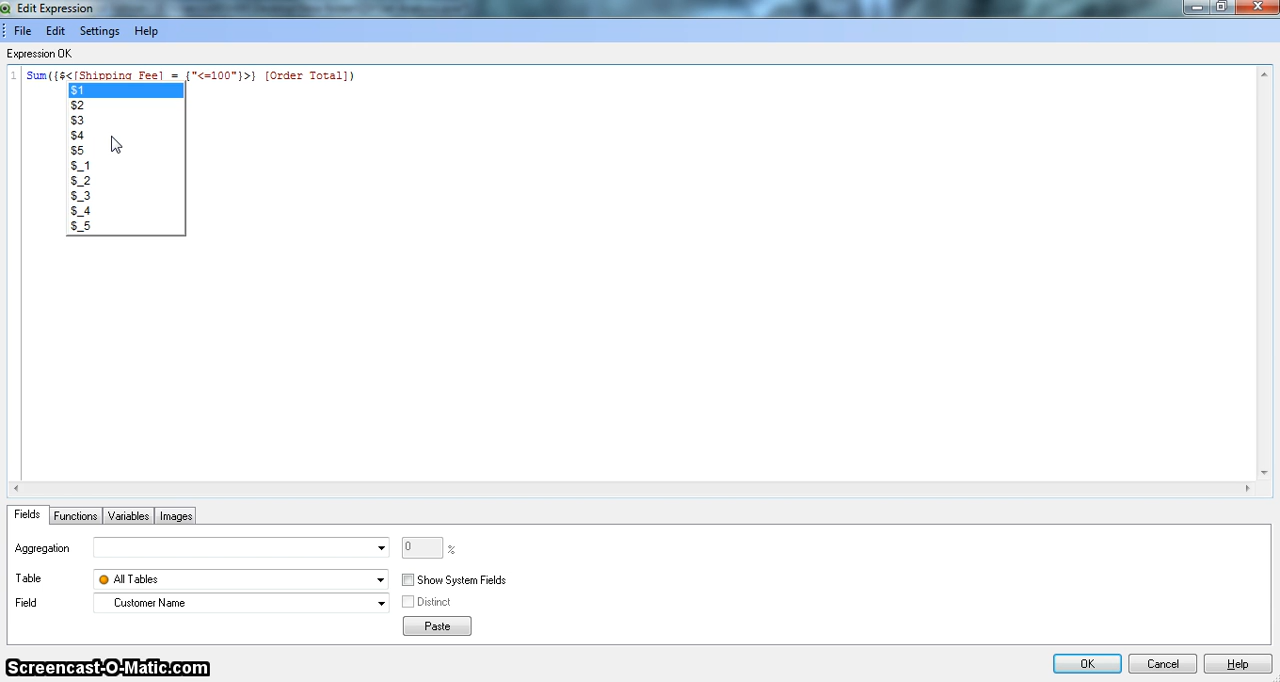 Edit Expression
File Edit Settings Help
Expression OK
1 Sum({$<[Shipping Fee] = {"<=100"}>} [Order Total])
$1
$2
$3
$4
$5
$_1
$_2
$_3
$_4
$_5
Fields Functions Variables Images
Aggregation 0 %
Table All Tables Show System Fields
Field Customer Name Distinct
Paste
OK Cancel Help
Screencast-O-Matic.com